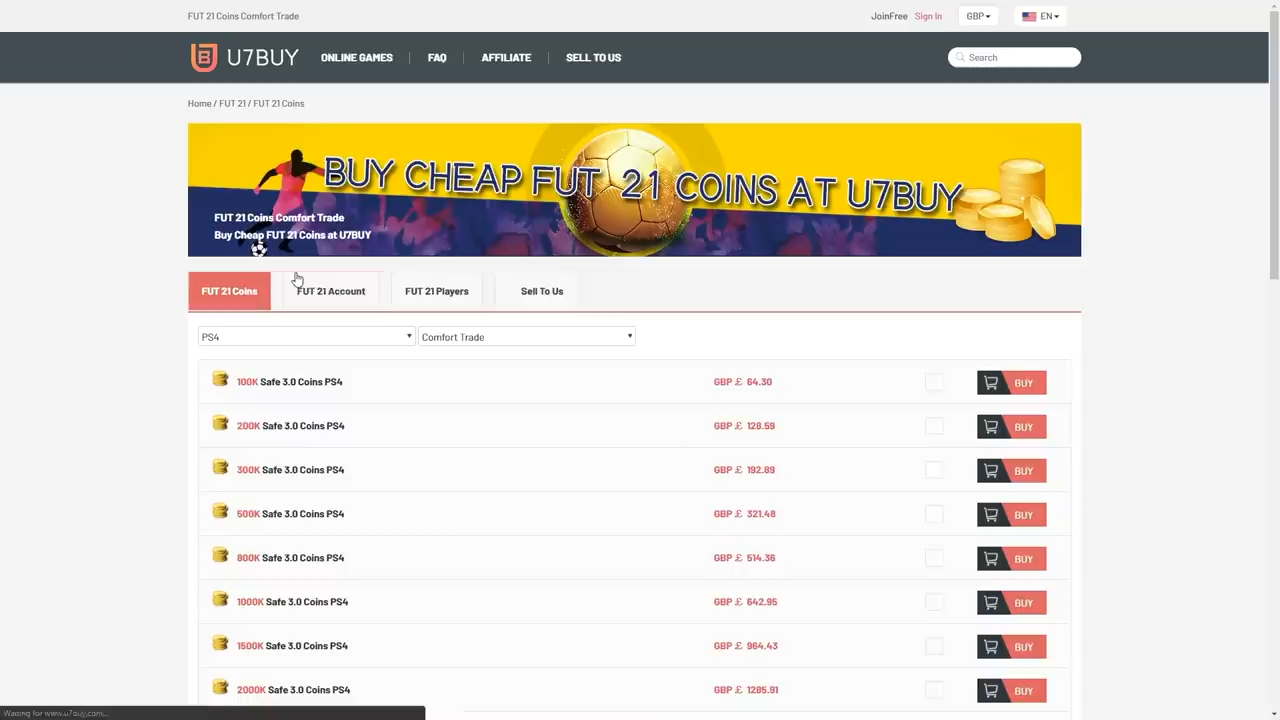 FUT 21 Coins Comfort Trade
JoinFree Sign In GBP EN
U7BUY ONLINE GAMES FAQ AFFILIATE SELL TO US Search
Home / FUT 21 / FUT 21 Coins
BUY CHEAP FUT 21 COINS AT U7BUY
FUT 21 Coins Comfort Trade
Buy Cheap FUT 21 Coins at U7BUY
FUT 21 Coins FUT 21 Account FUT 21 Players Sell To Us
PS4 Comfort Trade
100K Safe 3.0 Coins PS4 GBP £ 64.30 BUY
200K Safe 3.0 Coins PS4 GBP £ 128.59 BUY
300K Safe 3.0 Coins PS4 GBP £ 192.89 BUY
500K Safe 3.0 Coins PS4 GBP £ 321.48 BUY
800K Safe 3.0 Coins PS4 GBP £ 514.36 BUY
1000K Safe 3.0 Coins PS4 GBP £ 642.95 BUY
1500K Safe 3.0 Coins PS4 GBP £ 964.43 BUY
2000K Safe 3.0 Coins PS4 GBP £ 1285.91 BUY
Waiting for www.u7buy.com...